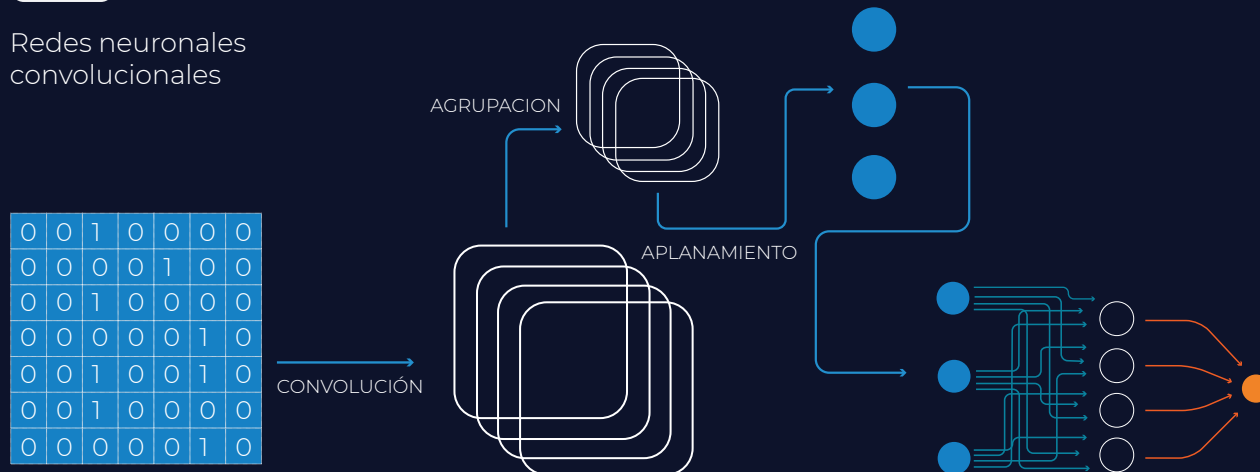 Redes neuronales
convolucionales
AGRUPACION
APLANAMIENTO
0 0 1 0 0 0 0
0 0 0 0 1 0 0
0 0 1 0 0 0 0
0 0 0 0 0 1 0
0 0 1 0 0 1 0
0 0 1 0 0 0 0
0 0 0 0 0 1 0
CONVOLUCIÓN